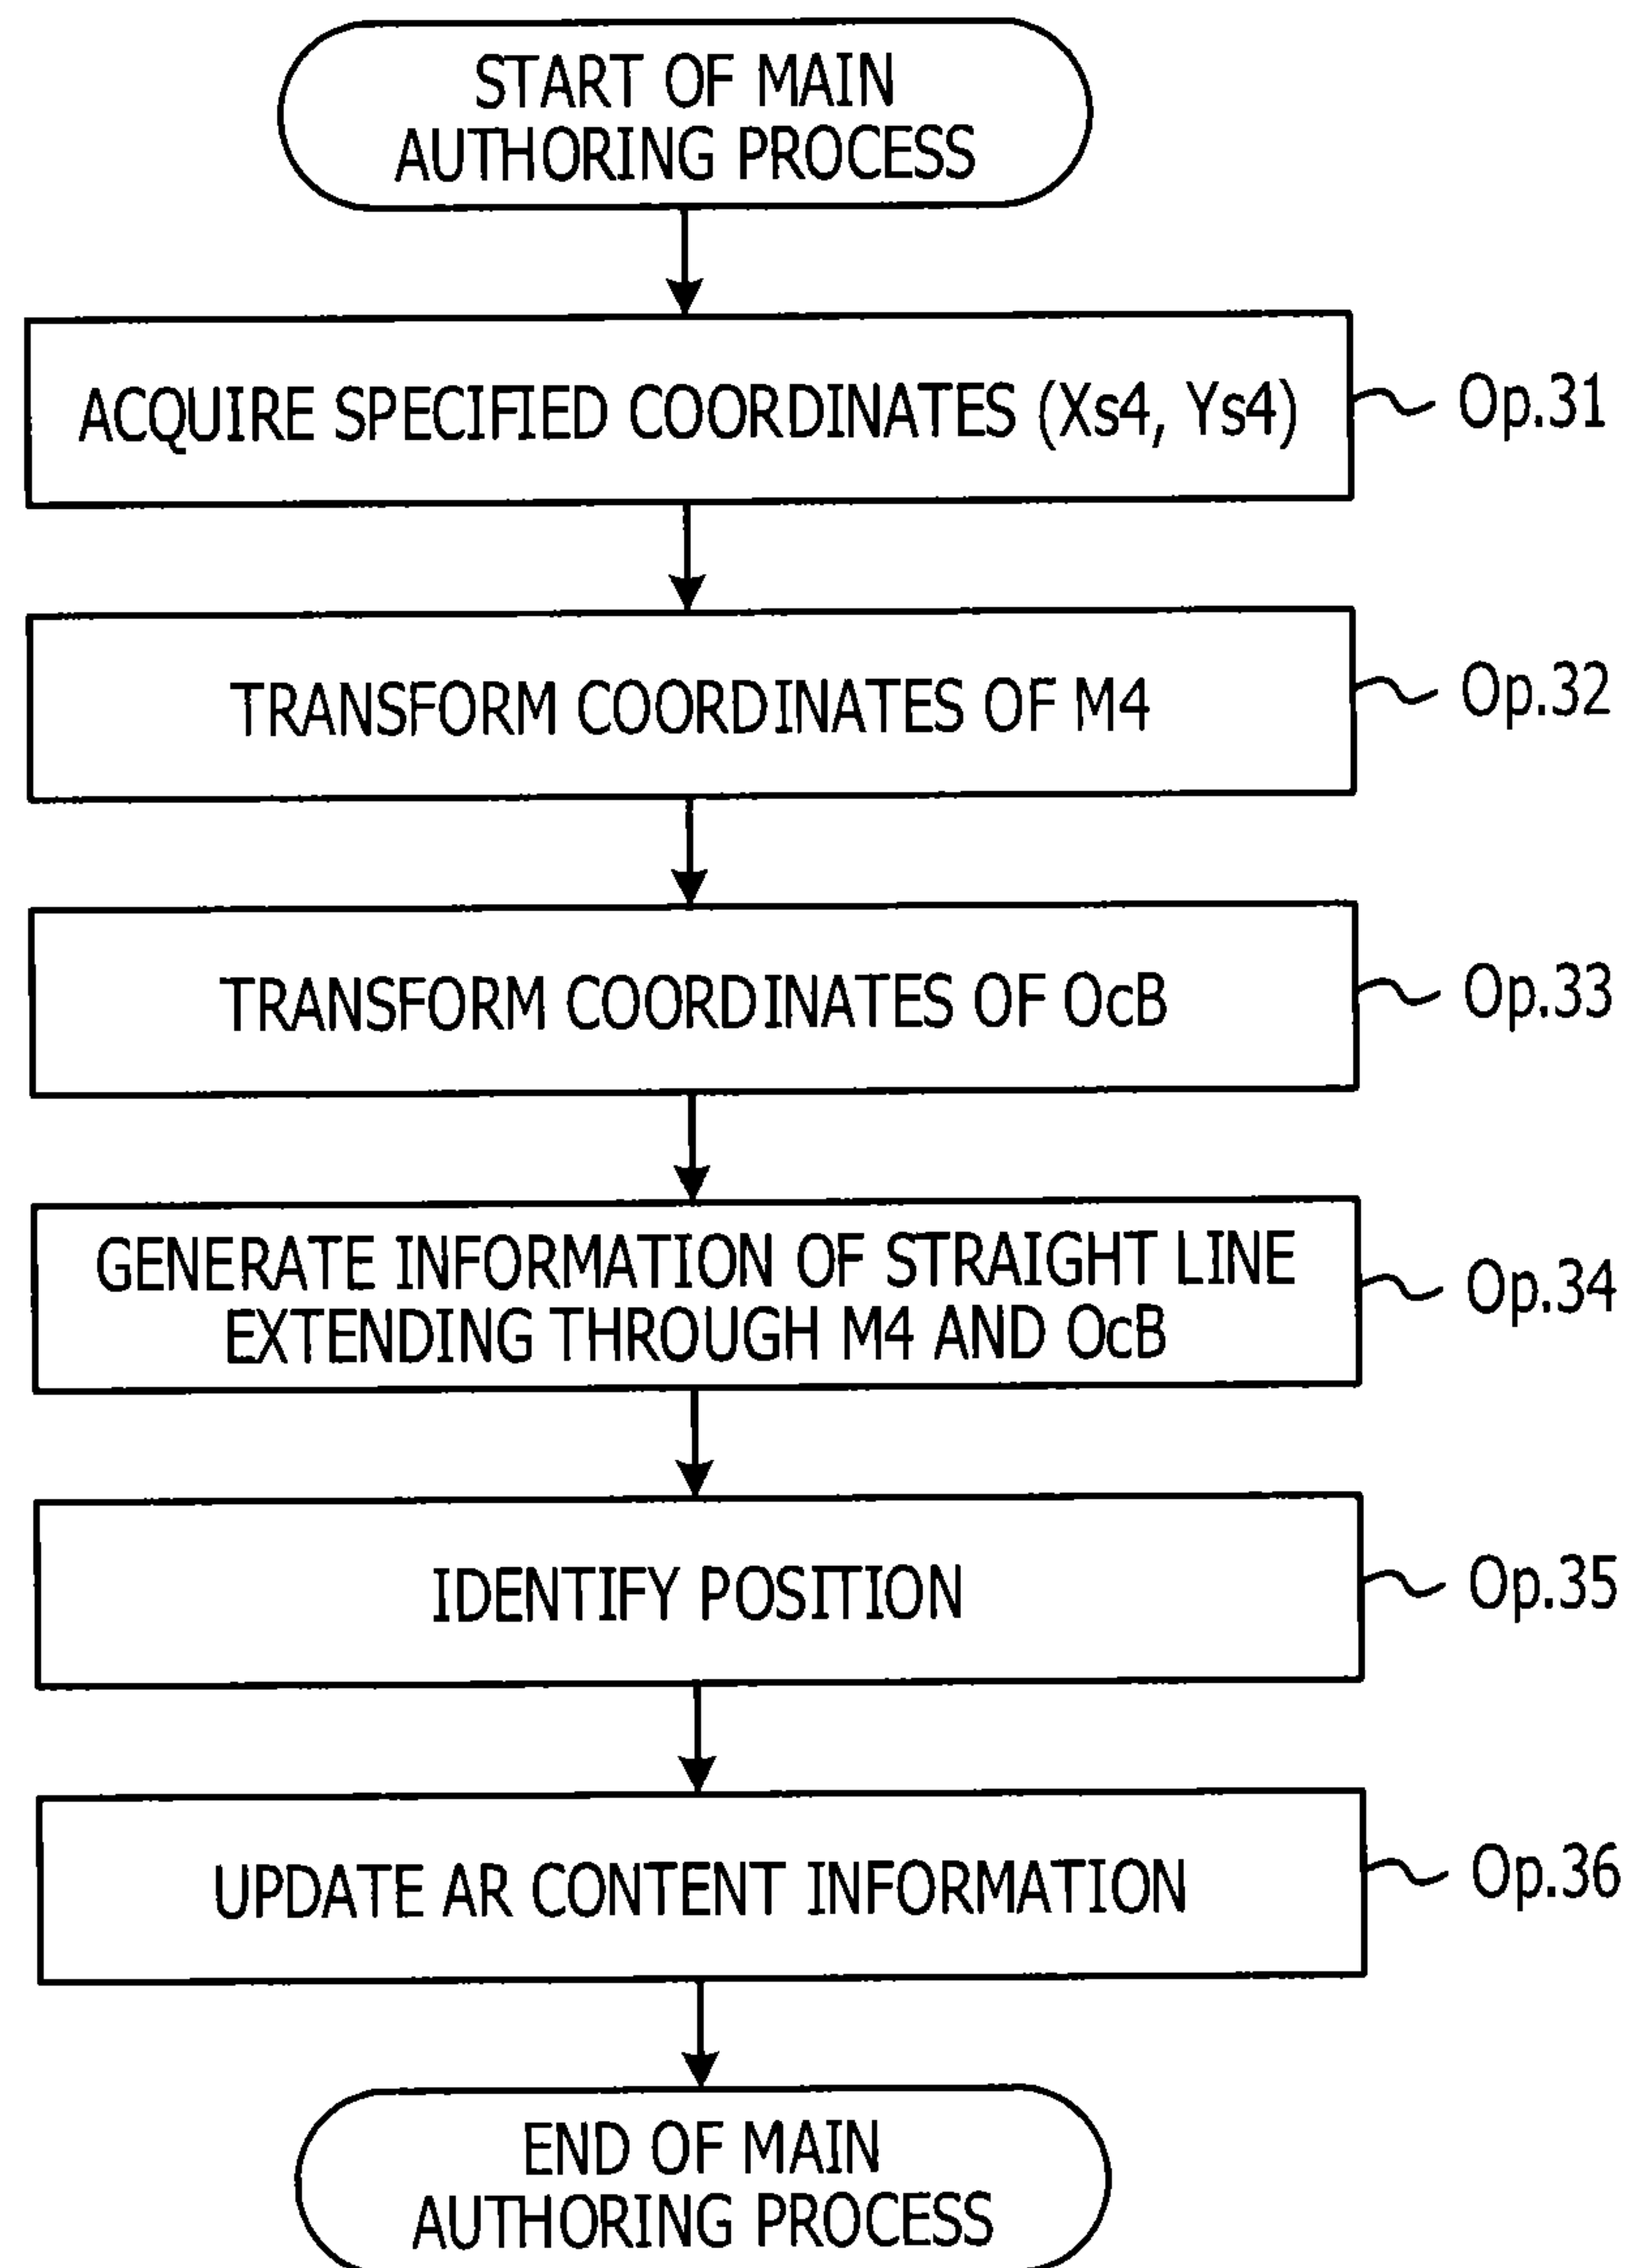 START OF MAIN
AUTHORING PROCESS
ACQUIRE SPECIFIED COORDINATES (Xs4, Ys4)
Op.31
TRANSFORM COORDINATES OF M4
Op.32
TRANSFORM COORDINATES OF OcB
Op.33
GENERATE INFORMATION OF STRAIGHT LINE
EXTENDING THROUGH M4 AND OcB
Op.34
IDENTIFY POSITION
Op.35
UPDATE AR CONTENT INFORMATION
Op.36
END OF MAIN
AUTHORING PROCESS